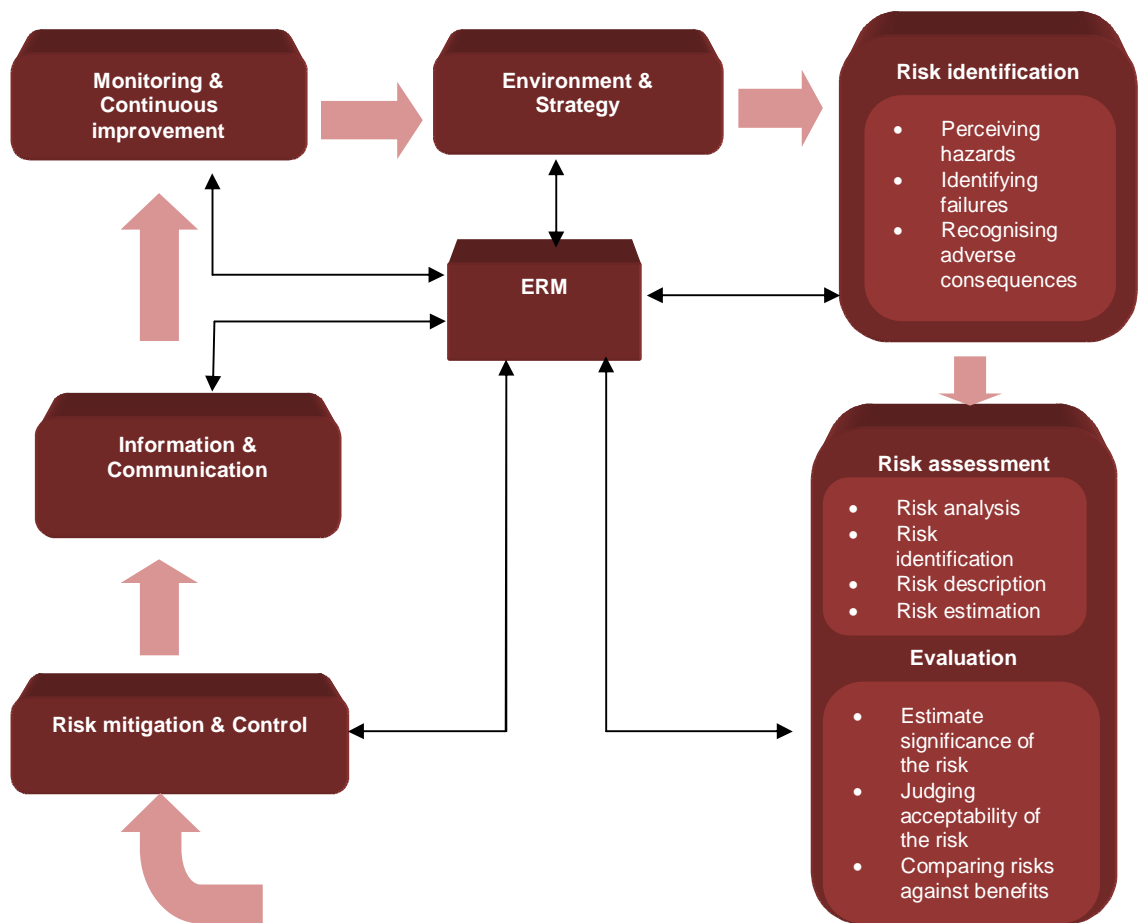 Monitoring &
Continuous
improvement
Environment &
Strategy
Risk identification
• Perceiving
hazards
• Identifying
failures
• Recognising
adverse
consequences
ERM
Information &
Communication
Risk assessment
• Risk analysis
• Risk
identification
• Risk description
• Risk estimation
Evaluation
• Estimate
significance of
the risk
• Judging
acceptability of
the risk
• Comparing risks
against benefits
Risk mitigation & Control